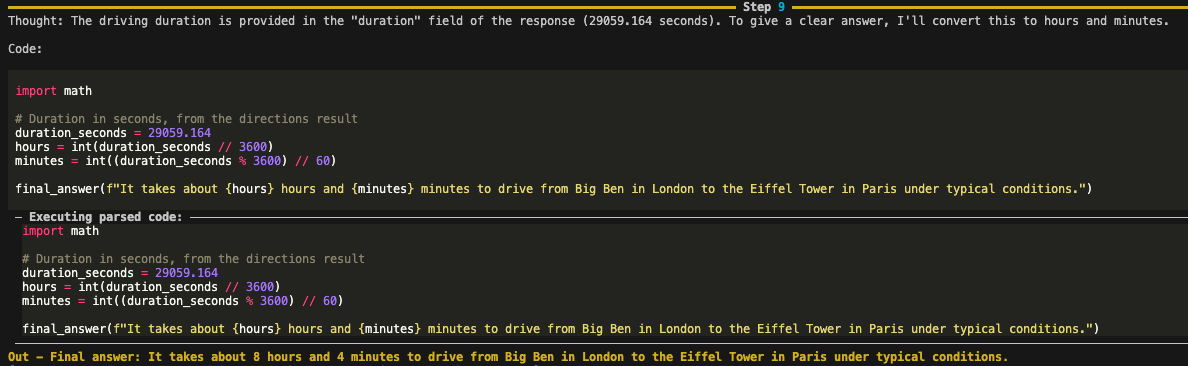 Step 9
Thought: The driving duration is provided in the "duration" field of the response (29059.164 seconds). To give a clear answer, I'll convert this to hours and minutes.
Code:
import math
# Duration in seconds, from the directions result
duration_seconds = 29059.164
hours = int(duration_seconds // 3600)
minutes = int((duration_seconds % 3600) // 60)
final_answer(f"It takes about {hours} hours and {minutes} minutes to drive from Big Ben in London to the Eiffel Tower in Paris under typical conditions.")
Executing parsed code:
import math
# Duration in seconds, from the directions result
duration_seconds = 29059.164
hours = int(duration_seconds // 3600)
minutes = int((duration_seconds % 3600) // 60)
final_answer(f"It takes about {hours} hours and {minutes} minutes to drive from Big Ben in London to the Eiffel Tower in Paris under typical conditions.")
Out - Final answer: It takes about 8 hours and 4 minutes to drive from Big Ben in London to the Eiffel Tower in Paris under typical conditions.